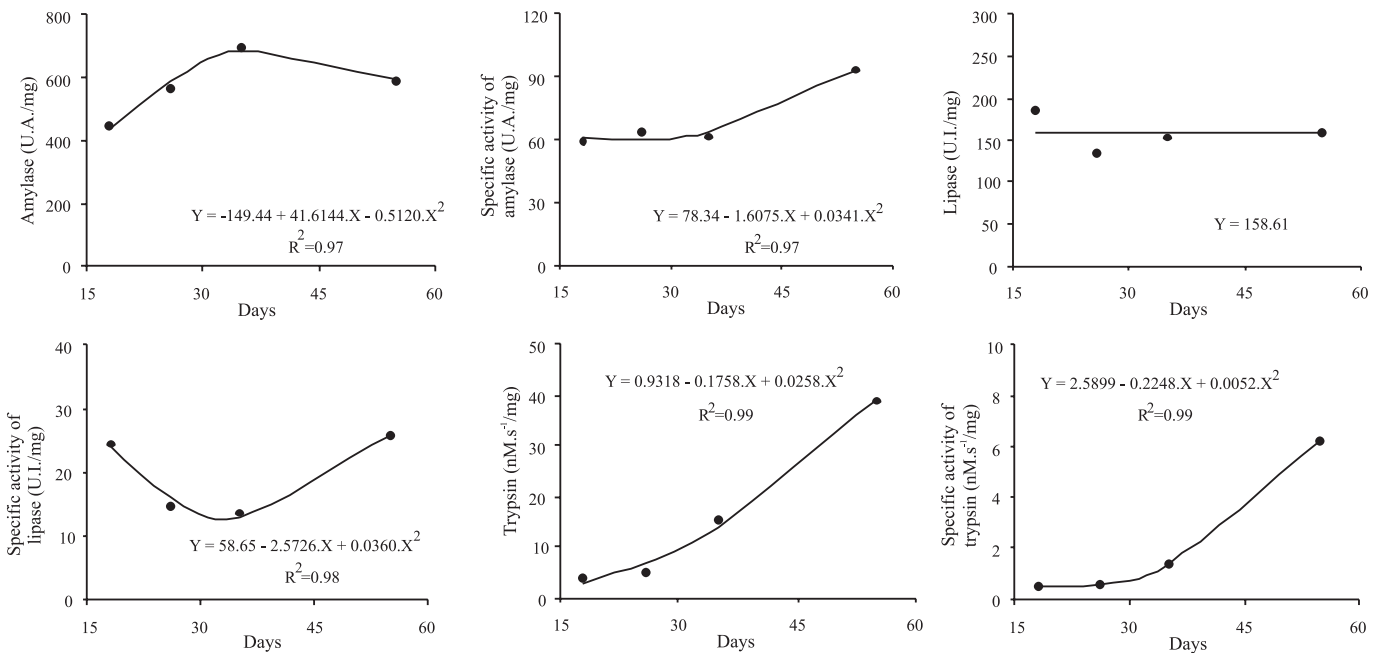 800
600
400
200
0
15 30 45 60
Days
Amylase (U.A./mg)
Y = -149.44 + 41.6144.X - 0.5120.X²
R²=0.97
120
90
60
30
0
15 30 45 60
Days
Specific activity of
amylase (U.A./mg)
Y = 78.34 - 1.6075.X + 0.0341.X²
R²=0.97
300
250
200
150
100
50
0
15 30 45 60
Days
Lipase (U.I./mg)
Y = 158.61
40
30
20
10
0
15 30 45 60
Days
Specific activity of
lipase (U.I./mg)
Y = 58.65 - 2.5726.X + 0.0360.X²
R²=0.98
50
40
30
20
10
0
15 30 45 60
Days
Trypsin (nM.s⁻¹/mg)
Y = 0.9318 - 0.1758.X + 0.0258.X²
R²=0.99
10
8
6
4
2
0
15 30 45 60
Days
Specific activity of
trypsin (nM.s⁻¹/mg)
Y = 2.5899 - 0.2248.X + 0.0052.X²
R²=0.99